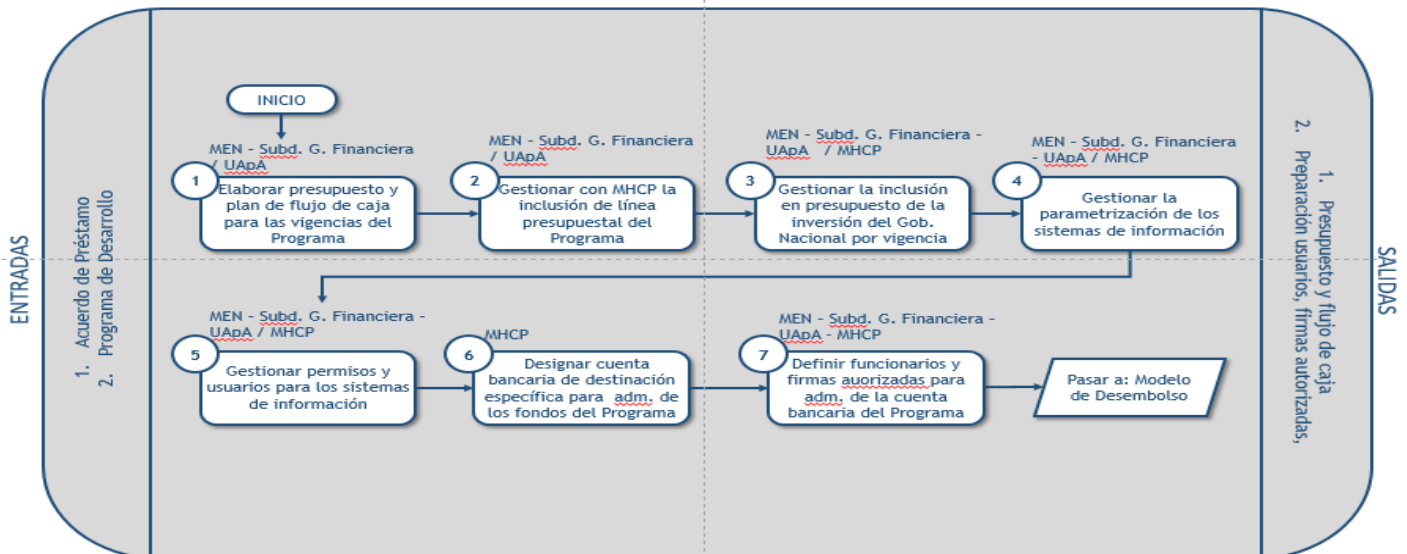 ENTRADAS
1. Acuerdo de Préstamo
2. Programa de Desarrollo
INICIO
MEN - Subd. G. Financiera
/ UApA
1
Elaborar presupuesto y
plan de flujo de caja
para las vigencias del
Programa
MEN - Subd. G. Financiera
/ UApA
2
Gestionar con MHCP la
inclusión de línea
presupuestal del
Programa
MEN - Subd. G. Financiera -
UApA / MHCP
3
Gestionar la inclusión
en presupuesto de la
inversión del Gob.
Nacional por vigencia
MEN - Subd. G. Financiera
- UApA / MHCP
4
Gestionar la
parametrización de los
sistemas de información
MEN - Subd. G. Financiera -
UApA / MHCP
5
Gestionar permisos y
usuarios para los sistemas
de información
MHCP
6
Designar cuenta
bancaria de destinación
específica para adm. de
los fondos del Programa
MEN - Subd. G. Financiera -
UApA - MHCP
7
Definir funcionarios y
firmas auorizadas para
adm. de la cuenta
bancaria del Programa
Pasar a: Modelo
de Desembolso
1. Presupuesto y flujo de caja
2. Preparación usuarios, firmas autorizadas,
SALIDAS